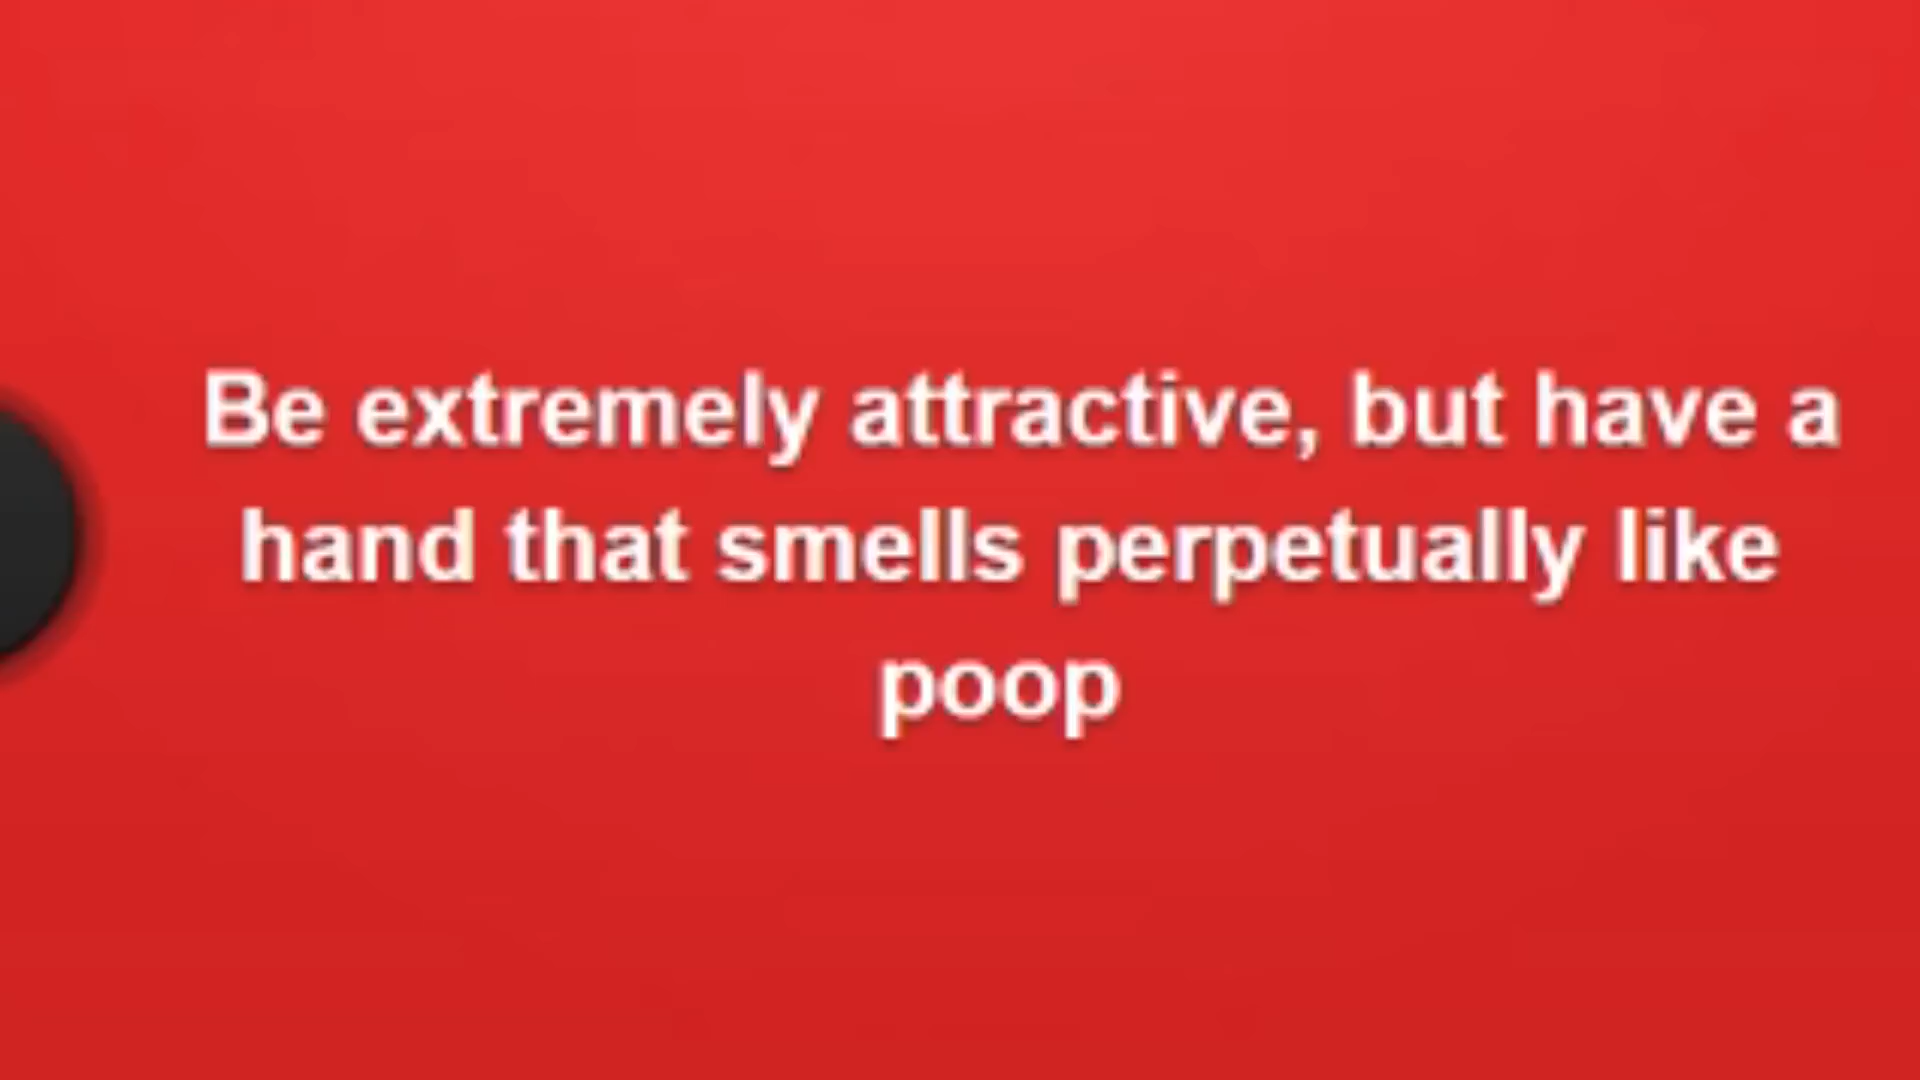 Be extremely attractive, but have a
hand that smells perpetually like
poop